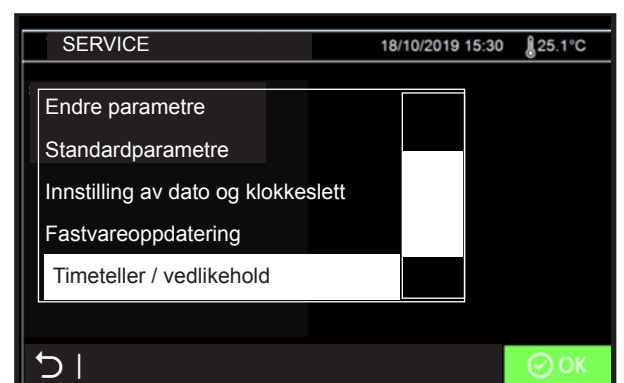 SERVICE 18/10/2019 15:30 25.1°C
Endre parametre
Standardparametre
Innstilling av dato og klokkeslett
Fastvareoppdatering
Timeteller / vedlikehold
OK